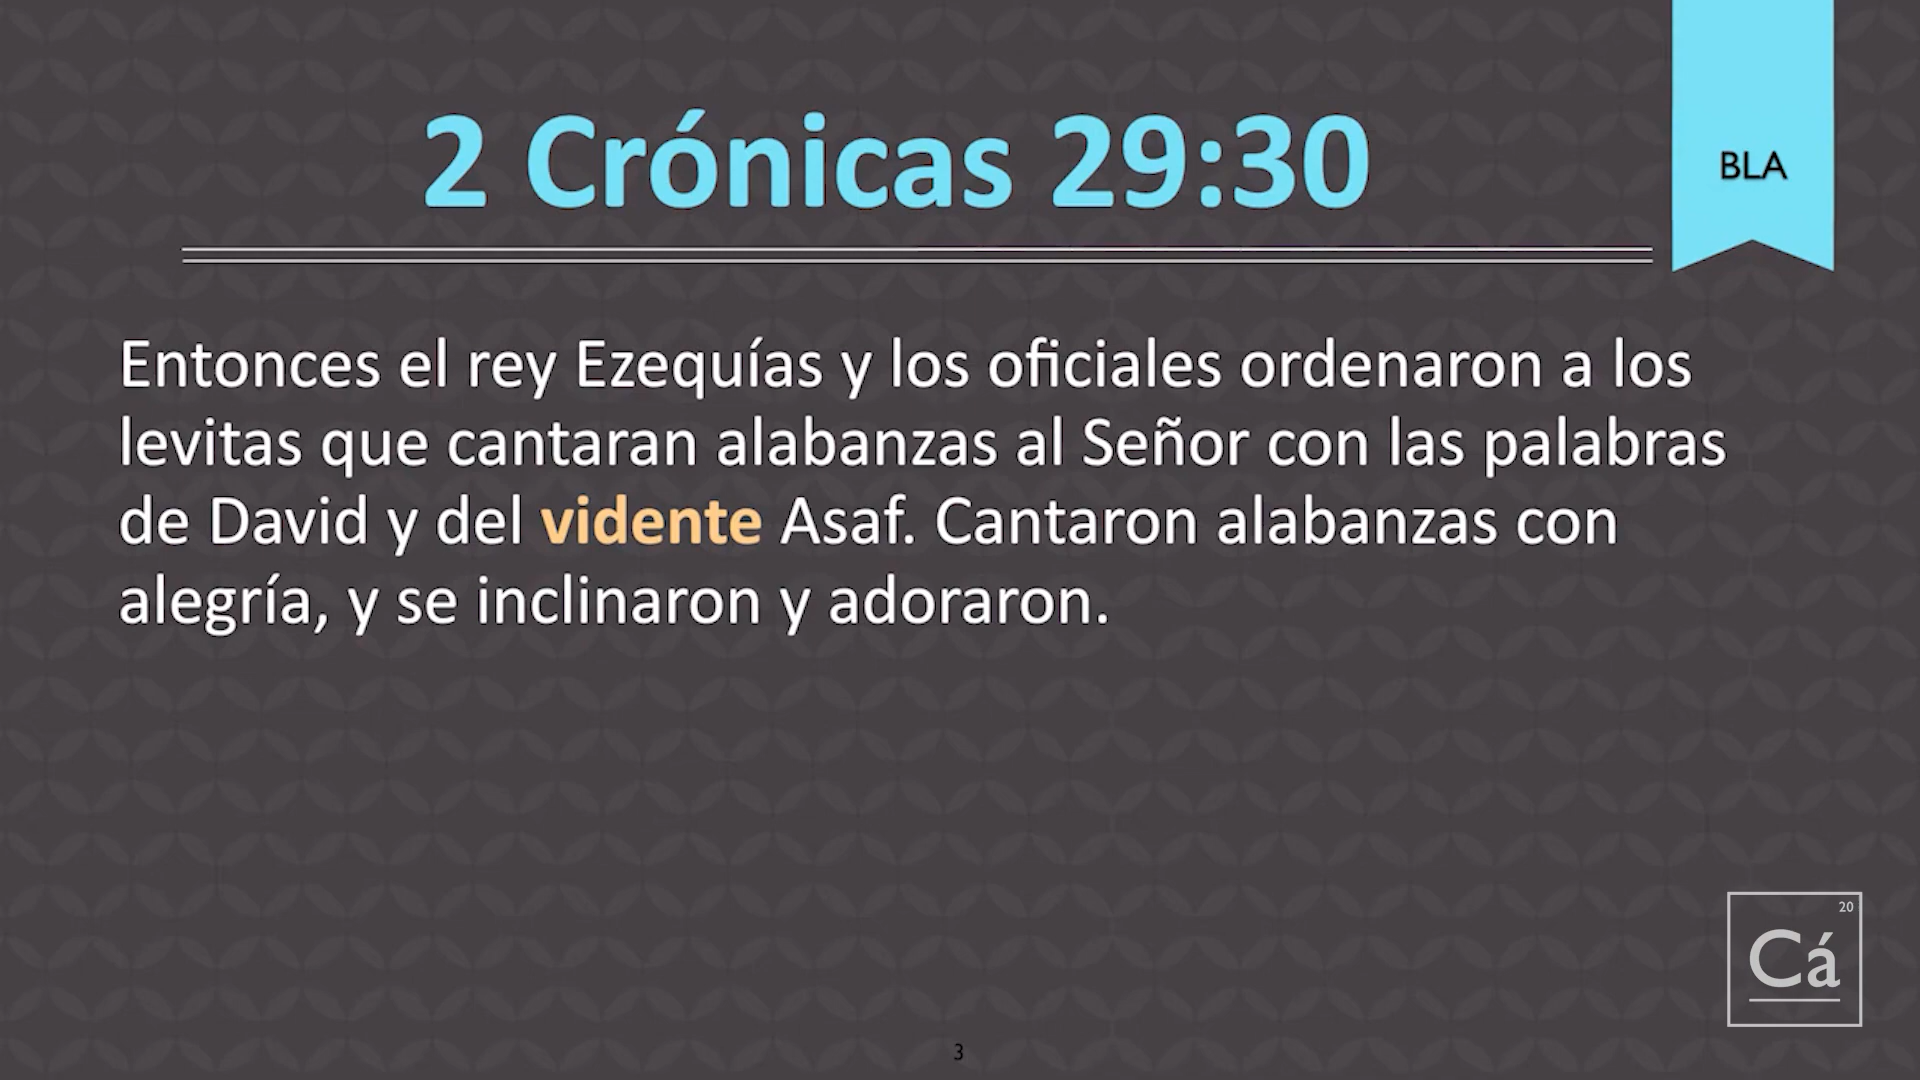 2 Crónicas 29:30
BLA
Entonces el rey Ezequías y los oficiales ordenaron a los
levitas que cantaran alabanzas al Señor con las palabras
de David y del vidente Asaf. Cantaron alabanzas con
alegría, y se inclinaron y adoraron.
20
Cá
3